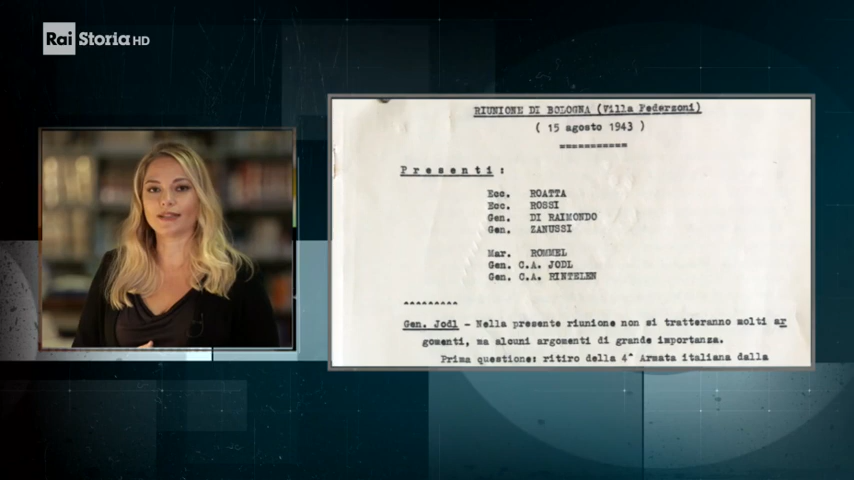 Rai Storia HD
RIUNIONE DI BOLOGNA (Villa Federzoni)
( 15 agosto 1943 )
===========
Presenti:
Ecc. ROATTA
Ecc. ROSSI
Gen. DI RAIMONDO
Gen. ZANUSSI
Mar. ROMMEL
Gen. C.A. JODL
Gen. C.A. RINTELEN
^^^^^^^^^
Gen. Jodl - Nella presente riunione non si tratteranno molti ar
gomenti, ma alcuni argomenti di grande importanza.
Prima questione: ritiro della 4^ Armata italiana dalla